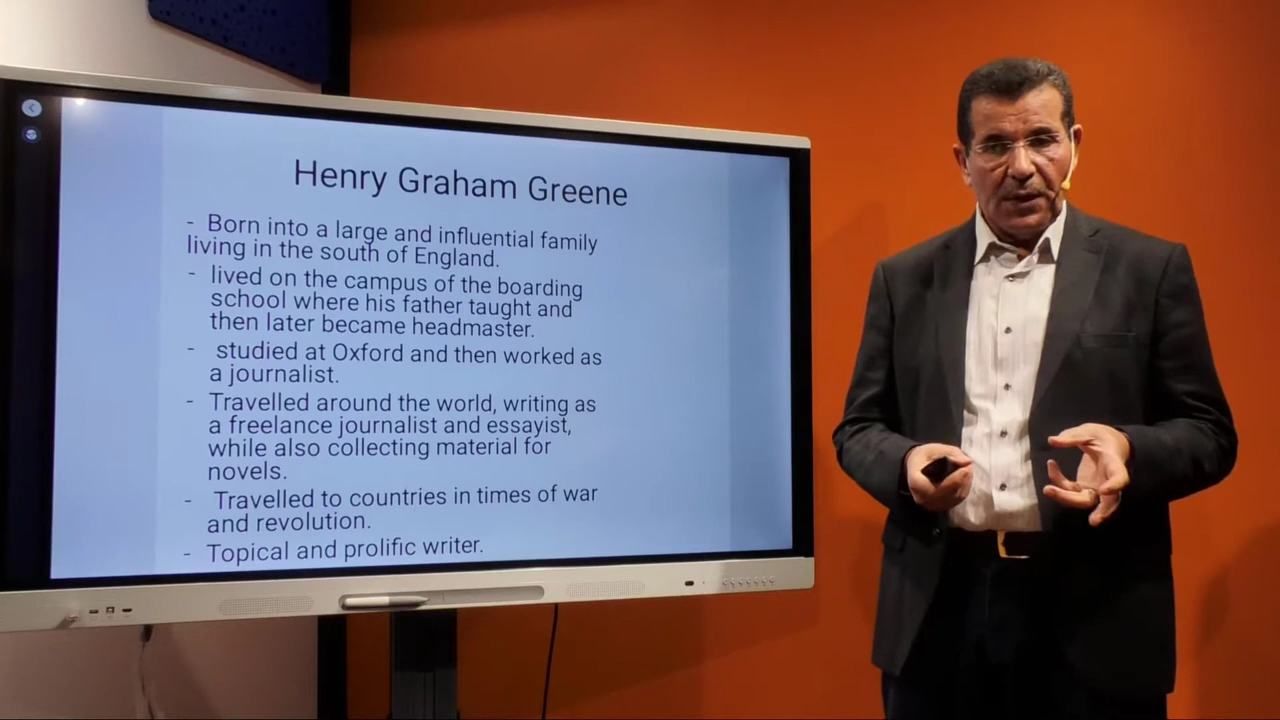 Henry Graham Greene
- Born into a large and influential family
living in the south of England.
- lived on the campus of the boarding
school where his father taught and
then later became headmaster.
- studied at Oxford and then worked as
a journalist.
- Travelled around the world, writing as
a freelance journalist and essayist,
while also collecting material for
novels.
- Travelled to countries in times of war
and revolution.
- Topical and prolific writer.